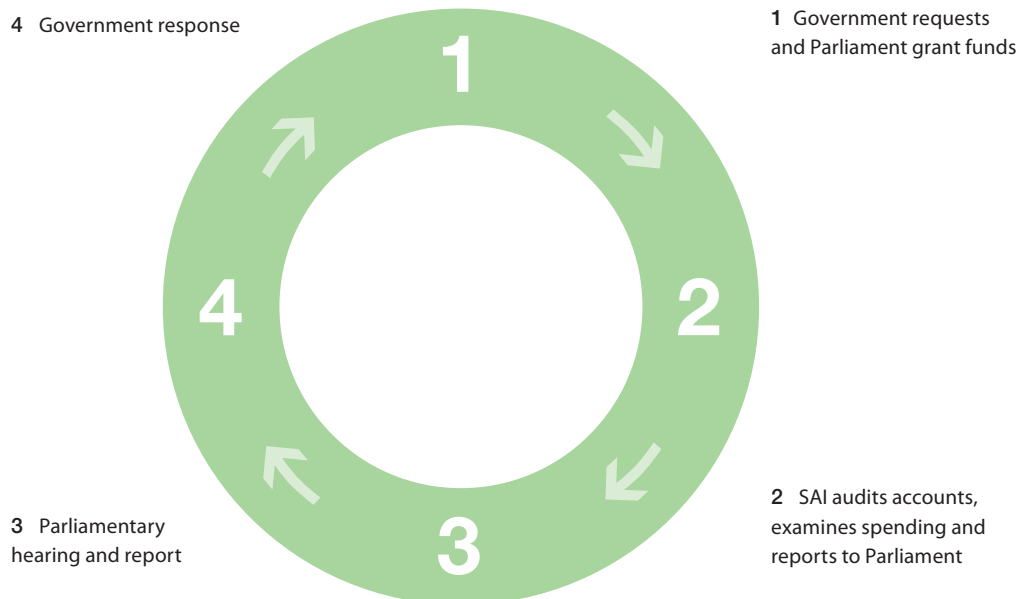 4 Government response
1 Government requests
and Parliament grant funds
1
4
2
3
3 Parliamentary
hearing and report
2 SAI audits accounts,
examines spending and
reports to Parliament